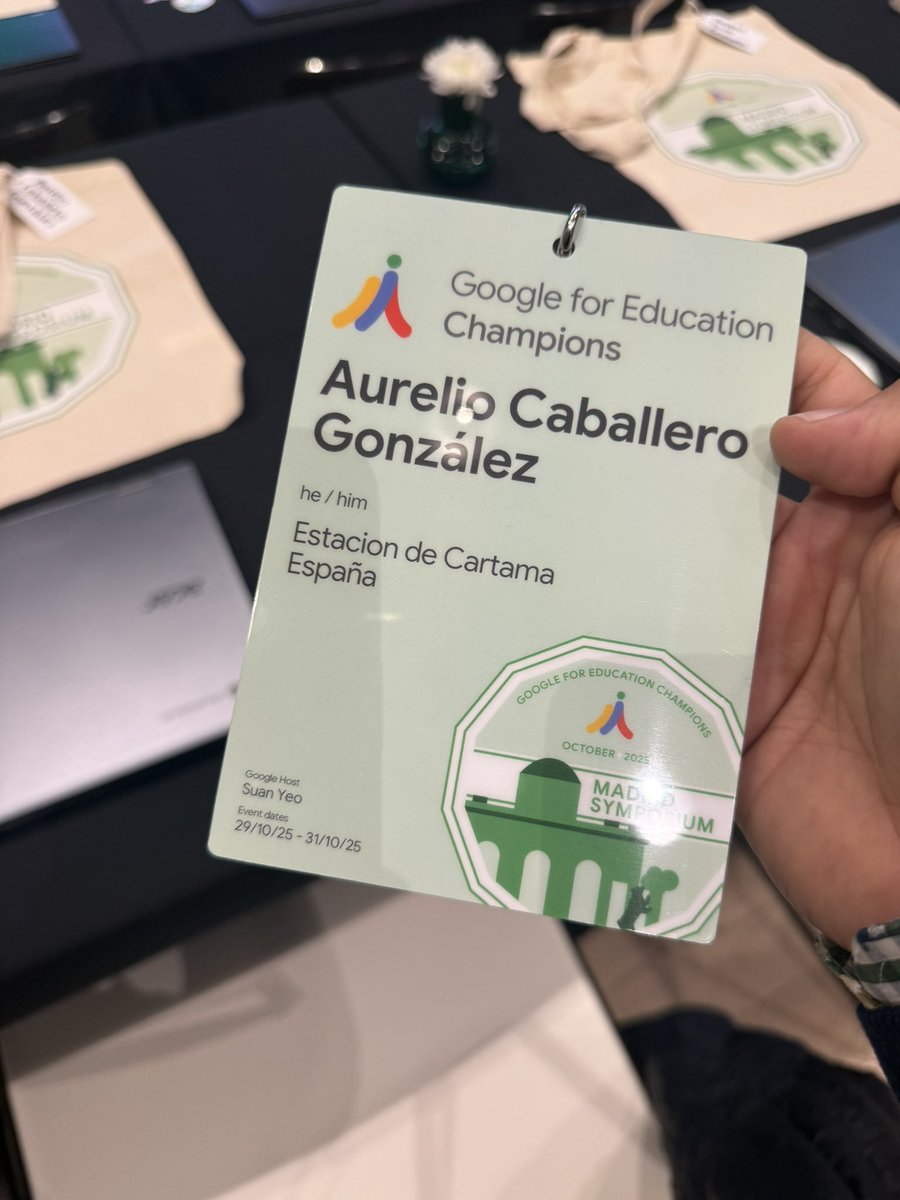 Google for Education
Champions
Aurelio Caballero
González
he / him
Estacion de Cartama
España
Google Host
Suan Yeo
Event dates
29/10/25 - 31/10/25
GOOGLE FOR EDUCATION CHAMPIONS
OCTOBER 2025
MADRID
SYMPOSIUM